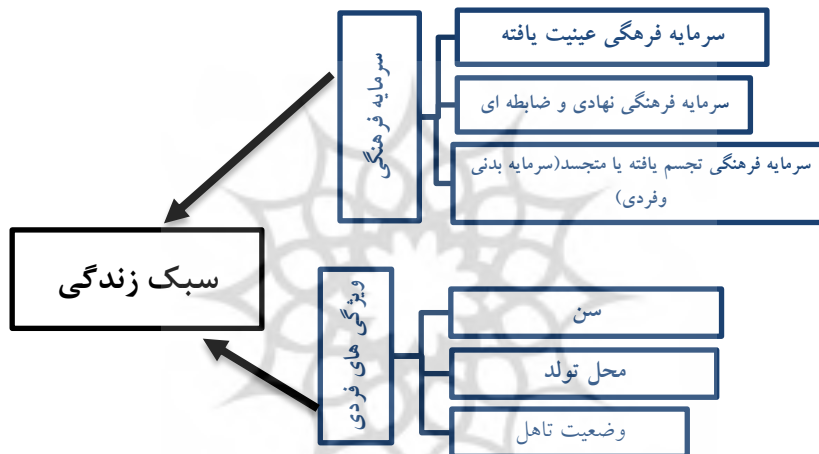 سرمایه فرهگی عینیت یافته
سرمایه فرهنگی
سرمایه فرهنگی نهادی و ضابطه ای
سرمایه فرهنگی تجسم یافته یا متجسد(سرمایه بدنی
وفردی)
سبک زندگی
ویژگی های فردی
سن
محل تولد
وضعیت تاهل